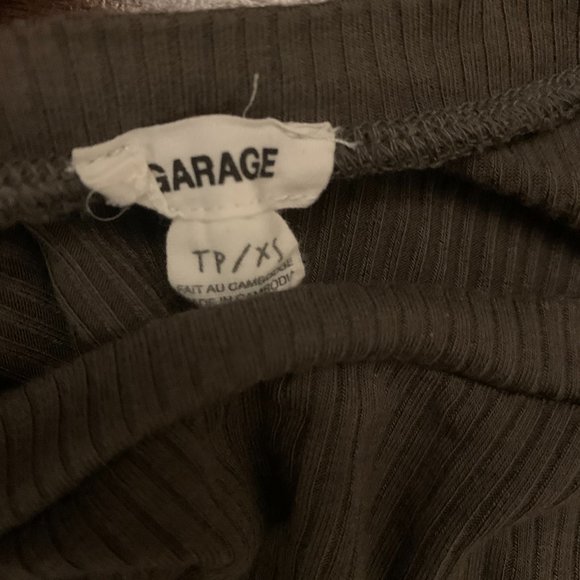 GARAGE
TP/XS
FAIT AU CAMBODGE
MADE IN CAMBODIA